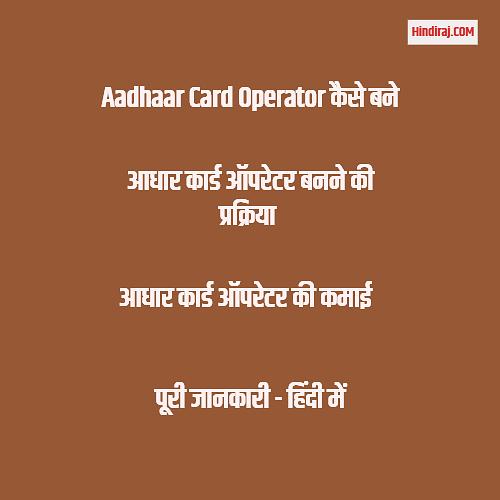 Hindiraj.COM
Aadhaar Card Operator कैसे बने
आधार कार्ड ऑपरेटर बनने की
प्रक्रिया
आधार कार्ड ऑपरेटर की कमाई
पूरी जानकारी - हिंदी में